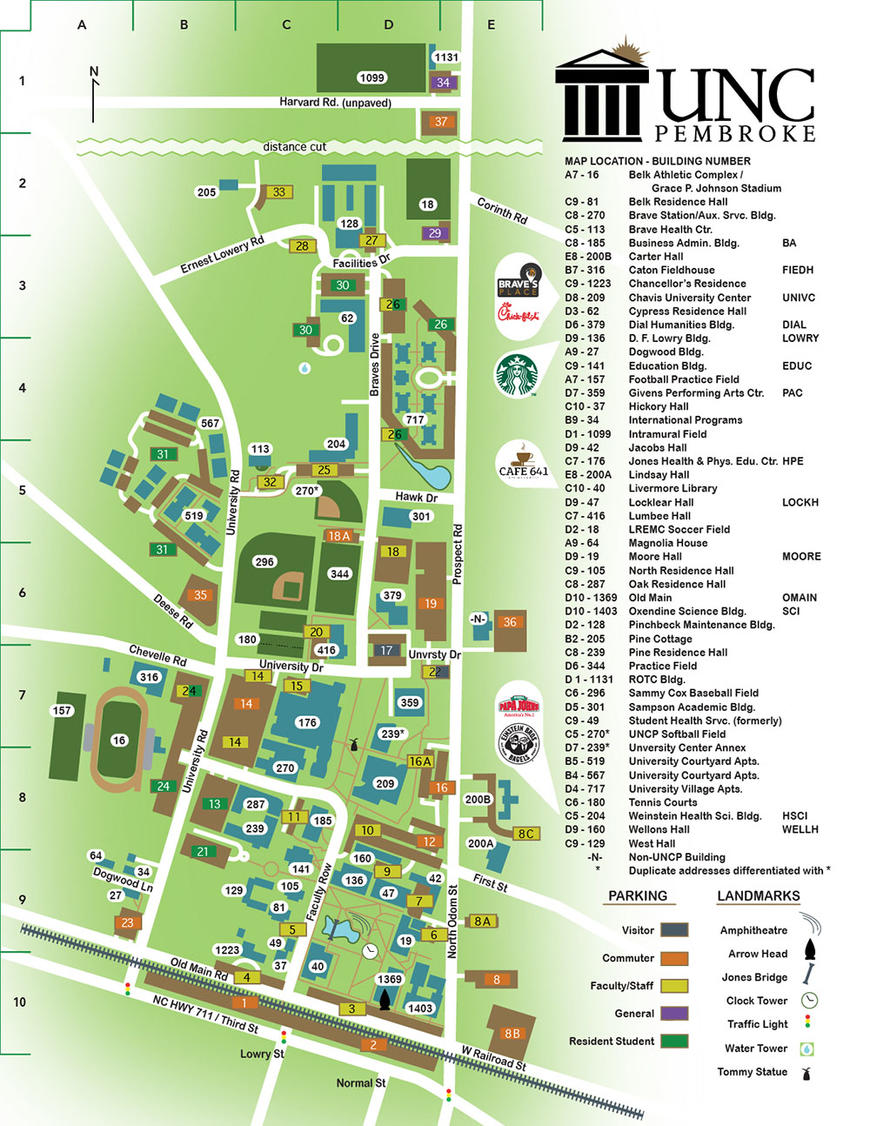 A B C D E
1
2
3
4
5
6
7
8
9
10
N
1131
1099
34
Harvard Rd. (unpaved)
37
distance cut
205
33
18
128
Corinth Rd
29
27
28
Ernest Lowery Rd
Facilities Dr
30
26
62
30
26
Braves Drive
717
567
204
26
113
31
25
32
270*
University Rd
Hawk Dr
519
301
18A
31
18
Prospect Rd
296
344
35
379
19
-N-
36
Deese Rd
20
180
416
17
Unvrsty Dr
Chevelle Rd
University Dr
22
14
15
316
24
359
157
14
176
16
239*
14
University Rd
270
16A
209
24
16
13
287
200B
11
185
239
10
12
8C
200A
21
160
64
141
9
First St
34
136
42
Dogwood Ln
47
105
129
27
7
81
Faculty Row
8A
23
5
6
North Odom St
19
49
1223
37
40
Old Main Rd
4
1369
8
1
3
1403
NC HWY 711 / Third St
8B
2
W Railroad St
Lowry St
Normal St
BRAVE'S
PLACE
Chick-fil-A
CAFE 641
PAPA JOHNS
America's No.1
EINSTEIN BROS
BAGELS
UNC
PEMBROKE
MAP LOCATION - BUILDING NUMBER
A7 - 16 Belk Athletic Complex /
Grace P. Johnson Stadium
C9 - 81 Belk Residence Hall
C8 - 270 Brave Station/Aux. Srvc. Bldg.
C5 - 113 Brave Health Ctr.
C8 - 185 Business Admin. Bldg. BA
E8 - 200B Carter Hall
B7 - 316 Caton Fieldhouse FIEDH
C9 - 1223 Chancellor's Residence
D8 - 209 Chavis University Center UNIVC
D3 - 62 Cypress Residence Hall
D6 - 379 Dial Humanities Bldg. DIAL
D9 - 136 D. F. Lowry Bldg. LOWRY
A9 - 27 Dogwood Bldg.
C9 - 141 Education Bldg. EDUC
A7 - 157 Football Practice Field
D7 - 359 Givens Performing Arts Ctr. PAC
C10 - 37 Hickory Hall
B9 - 34 International Programs
D1 - 1099 Intramural Field
D9 - 42 Jacobs Hall
C7 - 176 Jones Health & Phys. Edu. Ctr. HPE
E8 - 200A Lindsay Hall
C10 - 40 Livermore Library
D9 - 47 Locklear Hall LOCKH
C7 - 416 Lumbee Hall
D2 - 18 LREMC Soccer Field
A9 - 64 Magnolia House
D9 - 19 Moore Hall MOORE
C9 - 105 North Residence Hall
C8 - 287 Oak Residence Hall
D10 - 1369 Old Main OMAIN
D10 - 1403 Oxendine Science Bldg. SCI
D2 - 128 Pinchbeck Maintenance Bldg.
B2 - 205 Pine Cottage
C8 - 239 Pine Residence Hall
D6 - 344 Practice Field
D 1 - 1131 ROTC Bldg.
C6 - 296 Sammy Cox Baseball Field
D5 - 301 Sampson Academic Bldg.
C9 - 49 Student Health Srvc. (formerly)
C5 - 270* UNCP Softball Field
D7 - 239* Unversity Center Annex
B5 - 519 University Courtyard Apts.
B4 - 567 University Courtyard Apts.
D4 - 717 University Village Apts.
C6 - 180 Tennis Courts
C5 - 204 Weinstein Health Sci. Bldg. HSCI
D9 - 160 Wellons Hall WELLH
C9 - 129 West Hall
-N- Non-UNCP Building
* Duplicate addresses differentiated with *
PARKING
Visitor
Commuter
Faculty/Staff
General
Resident Student
LANDMARKS
Amphitheatre
Arrow Head
Jones Bridge
Clock Tower
Traffic Light
Water Tower
Tommy Statue